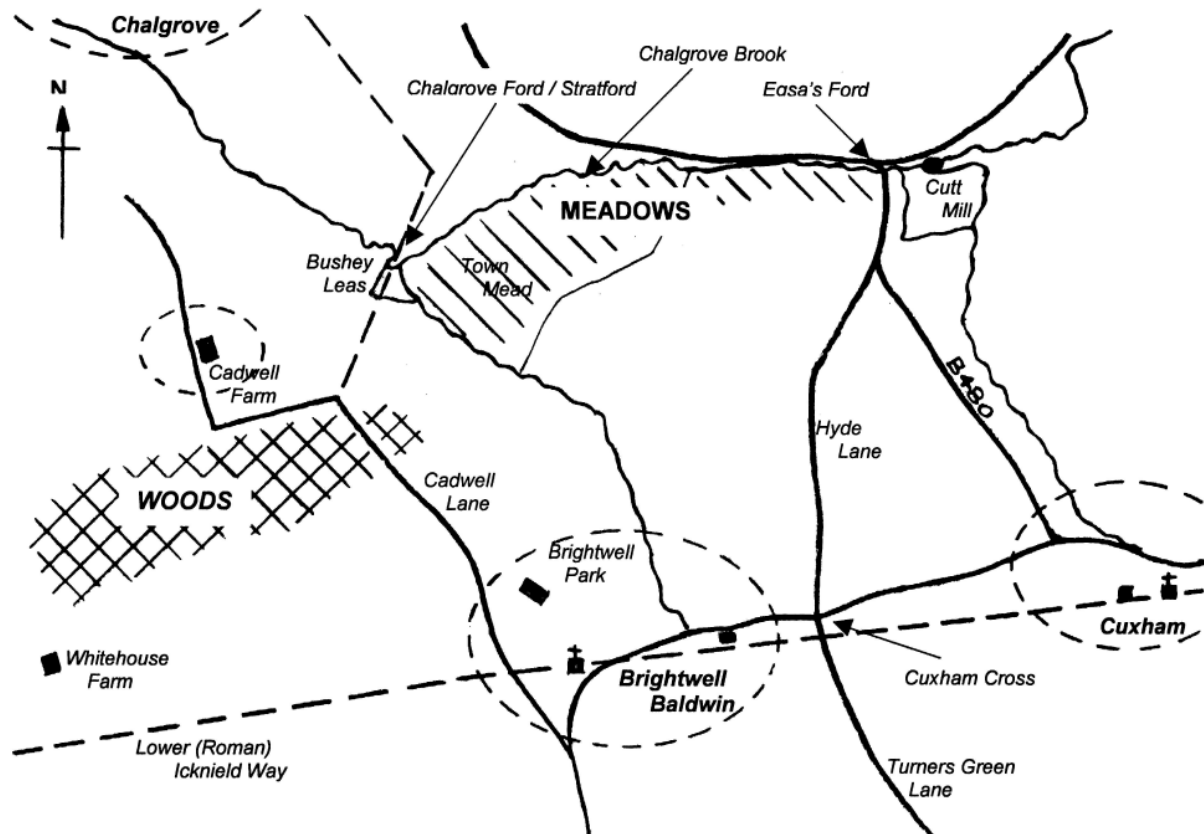 Chalgrove
N
Chalgrove Brook
Chalgrove Ford / Stratford
Egsa's Ford
Cutt
Mill
MEADOWS
Bushey
Leas
Town
Mead
Cadwell
Farm
B480
Hyde
Lane
WOODS
Cadwell
Lane
Brightwell
Park
Cuxham
Whitehouse
Farm
Brightwell
Baldwin
Cuxham Cross
Lower (Roman)
Icknield Way
Turners Green
Lane